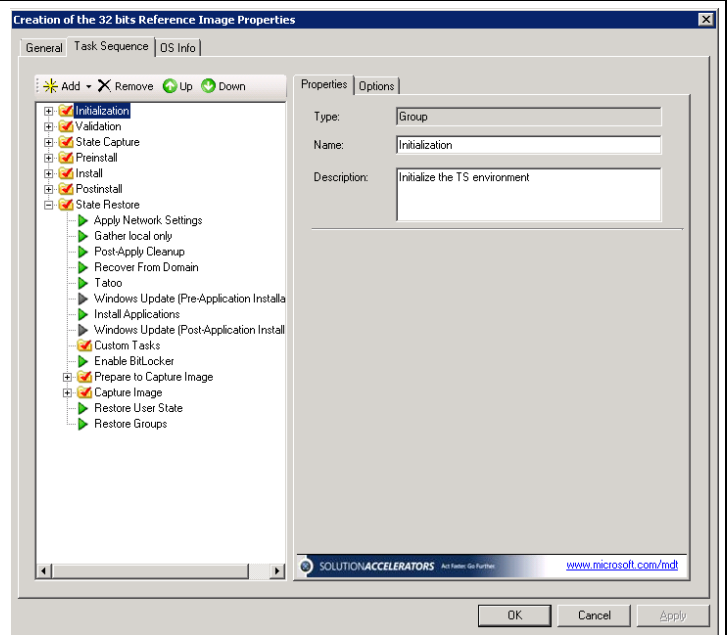 Creation of the 32 bits Reference Image Properties
General
Task Sequence
OS Info
Add
Remove
Up
Down
Initialization
Validation
State Capture
Preinstall
Install
Postinstall
State Restore
Apply Network Settings
Gather local only
Post-Apply Cleanup
Recover From Domain
Tatoo
Windows Update (Pre-Application Installa
Install Applications
Windows Update (Post-Application Install
Custom Tasks
Enable BitLocker
Prepare to Capture Image
Capture Image
Restore User State
Restore Groups
Properties
Options
Type:
Group
Name:
Initialization
Description:
Initialize the TS environment
SOLUTIONACCELERATORS Act Faster. Go Further.
www.microsoft.com/mdt
OK
Cancel
Apply